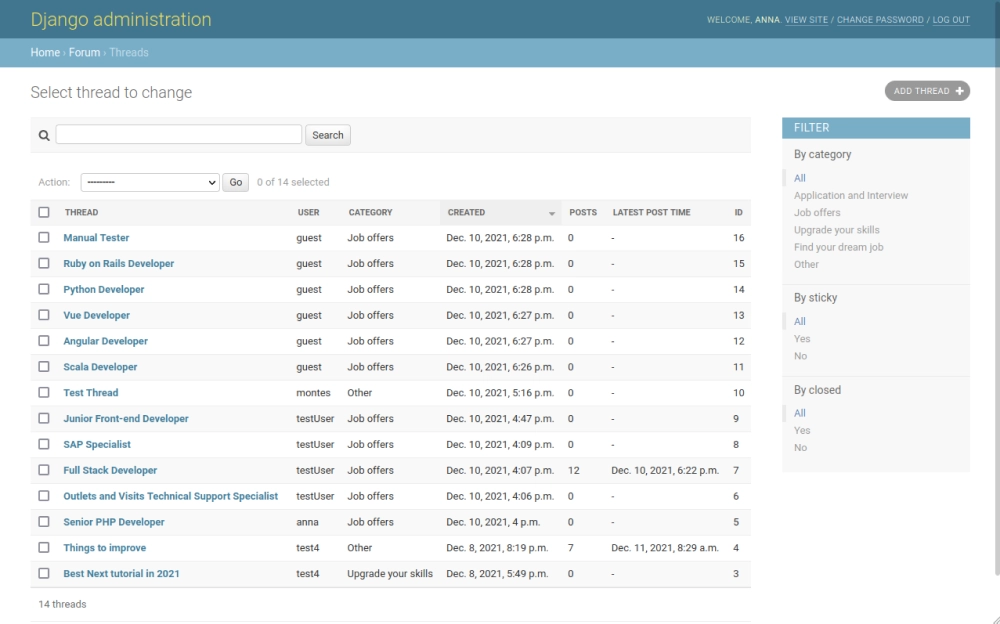 Django administration
WELCOME, ANNA. VIEW SITE / CHANGE PASSWORD / LOG OUT
Home › Forum › Threads
Select thread to change
ADD THREAD +
Search
Action: --------- Go 0 of 14 selected
THREAD USER CATEGORY CREATED POSTS LATEST POST TIME ID
Manual Tester guest Job offers Dec. 10, 2021, 6:28 p.m. 0 - 16
Ruby on Rails Developer guest Job offers Dec. 10, 2021, 6:28 p.m. 0 - 15
Python Developer guest Job offers Dec. 10, 2021, 6:28 p.m. 0 - 14
Vue Developer guest Job offers Dec. 10, 2021, 6:27 p.m. 0 - 13
Angular Developer guest Job offers Dec. 10, 2021, 6:27 p.m. 0 - 12
Scala Developer guest Job offers Dec. 10, 2021, 6:26 p.m. 0 - 11
Test Thread montes Other Dec. 10, 2021, 5:16 p.m. 0 - 10
Junior Front-end Developer testUser Job offers Dec. 10, 2021, 4:47 p.m. 0 - 9
SAP Specialist testUser Job offers Dec. 10, 2021, 4:09 p.m. 0 - 8
Full Stack Developer testUser Job offers Dec. 10, 2021, 4:07 p.m. 12 Dec. 10, 2021, 6:22 p.m. 7
Outlets and Visits Technical Support Specialist testUser Job offers Dec. 10, 2021, 4:06 p.m. 0 - 6
Senior PHP Developer anna Job offers Dec. 10, 2021, 4 p.m. 0 - 5
Things to improve test4 Other Dec. 8, 2021, 8:19 p.m. 7 Dec. 11, 2021, 8:29 a.m. 4
Best Next tutorial in 2021 test4 Upgrade your skills Dec. 8, 2021, 5:49 p.m. 0 - 3
14 threads
FILTER
By category
All
Application and Interview
Job offers
Upgrade your skills
Find your dream job
Other
By sticky
All
Yes
No
By closed
All
Yes
No